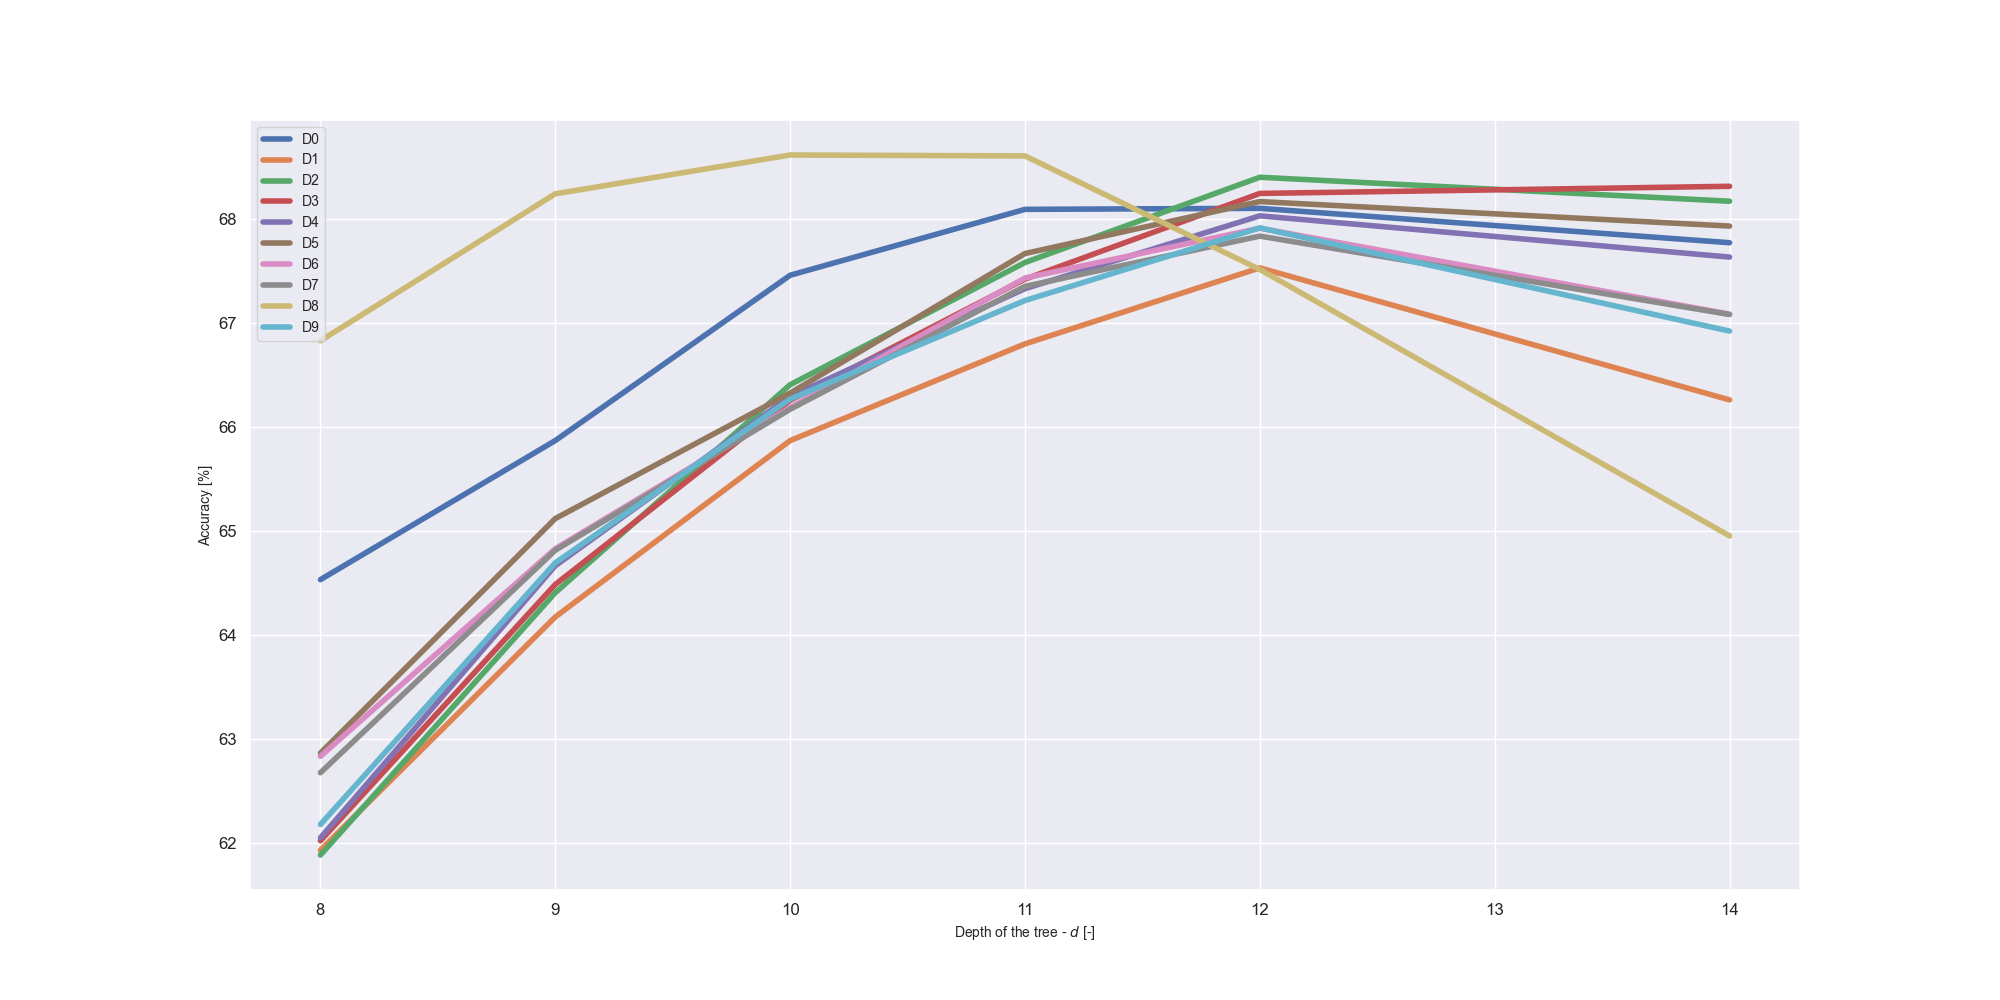 D0
D1
D2
D3
D4
D5
D6
D7
D8
D9
68
67
66
65
64
63
62
Accuracy [%]
8 9 10 11 12 13 14
Depth of the tree - d [-]